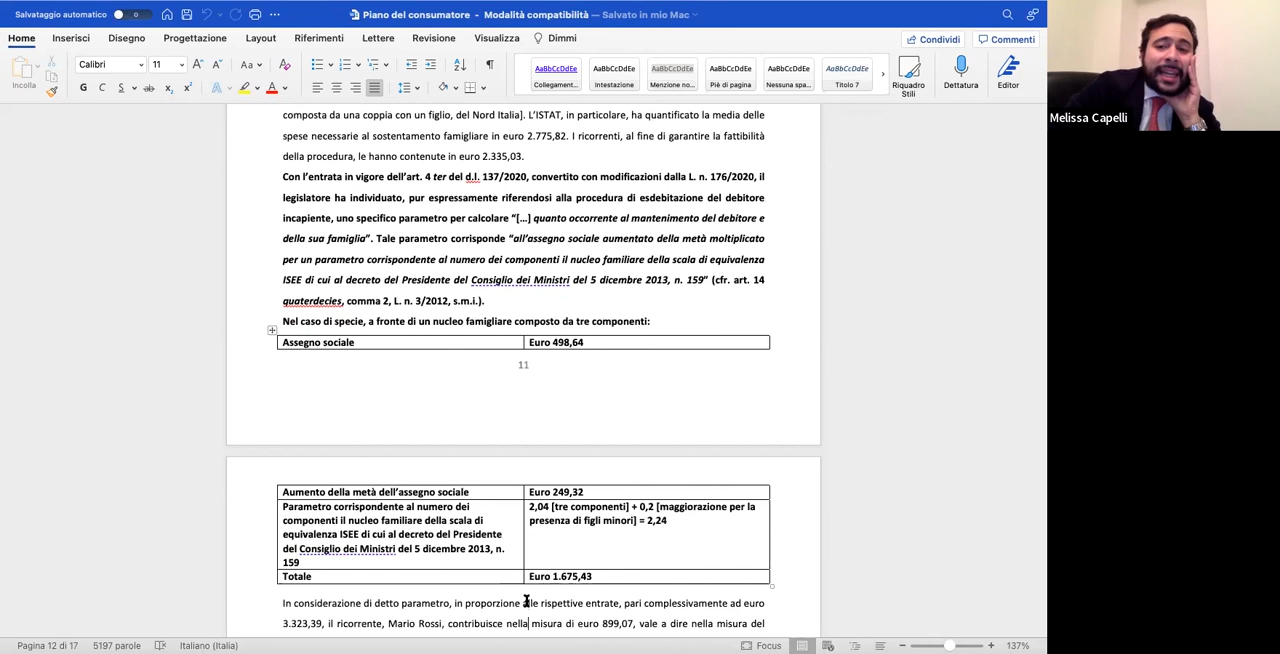 Salvataggio automatico
Piano del consumatore - Modalità compatibilità — Salvato in mio Mac
Home Inserisci Disegno Progettazione Layout Riferimenti Lettere Revisione Visualizza Dimmi
Condividi Commenti
Incolla
Calibri 11
G C S ab x₂ x²
AaBbCcDdEe AaBbCcDdEe AaBbCcDdEe AaBbCcDdEe AaBbCcDdEe AaBbCcDdEe
Collegament... Intestazione Menzione no... Piè di pagina Nessuna spa... Titolo 7
Riquadro Stili
Dettatura
Editor
composta da una coppia con un figlio, del Nord Italia]. L'ISTAT, in particolare, ha quantificato la media delle
spese necessarie al sostentamento famigliare in euro 2.775,82. I ricorrenti, al fine di garantire la fattibilità
della procedura, le hanno contenute in euro 2.335,03.
Con l'entrata in vigore dell'art. 4 ter del d.l. 137/2020, convertito con modificazioni dalla L. n. 176/2020, il
legislatore ha individuato, pur espressamente riferendosi alla procedura di esdebitazione del debitore
incapiente, uno specifico parametro per calcolare "[...] quanto occorrente al mantenimento del debitore e
della sua famiglia". Tale parametro corrisponde "all'assegno sociale aumentato della metà moltiplicato
per un parametro corrispondente al numero dei componenti il nucleo familiare della scala di equivalenza
ISEE di cui al decreto del Presidente del Consiglio dei Ministri del 5 dicembre 2013, n. 159" (cfr. art. 14
quaterdecies, comma 2, L. n. 3/2012, s.m.i.).
Nel caso di specie, a fronte di un nucleo famigliare composto da tre componenti:
Assegno sociale Euro 498,64
11
Aumento della metà dell'assegno sociale Euro 249,32
Parametro corrispondente al numero dei
componenti il nucleo familiare della scala di
equivalenza ISEE di cui al decreto del Presidente
del Consiglio dei Ministri del 5 dicembre 2013, n.
159
2,04 [tre componenti] + 0,2 [maggiorazione per la
presenza di figli minori] = 2,24
Totale Euro 1.675,43
In considerazione di detto parametro, in proporzione alle rispettive entrate, pari complessivamente ad euro
3.323,39, il ricorrente, Mario Rossi, contribuisce nella misura di euro 899,07, vale a dire nella misura del
Pagina 12 di 17 5197 parole Italiano (Italia) Focus 137%
Melissa Capelli